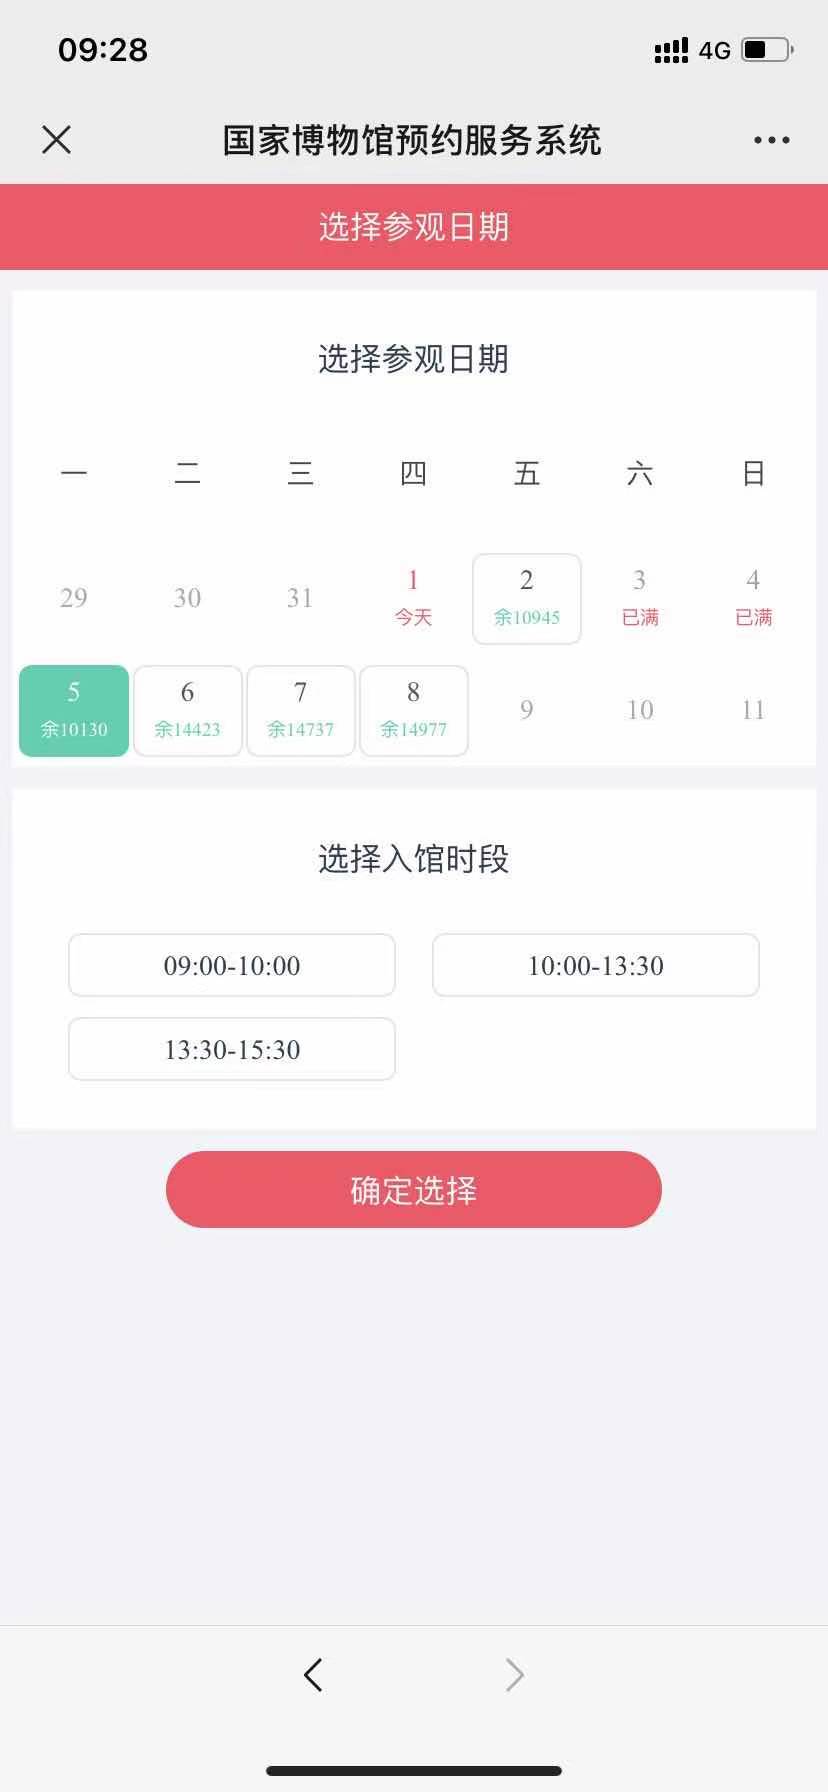 09:28 4G
国家博物馆预约服务系统
选择参观日期
选择参观日期
一 二 三 四 五 六 日
29 30 31 1 2 3 4
今天 余10945 已满 已满
5 6 7 8 9 10 11
余10130 余14423 余14737 余14977
选择入馆时段
09:00-10:00 10:00-13:30
13:30-15:30
确定选择